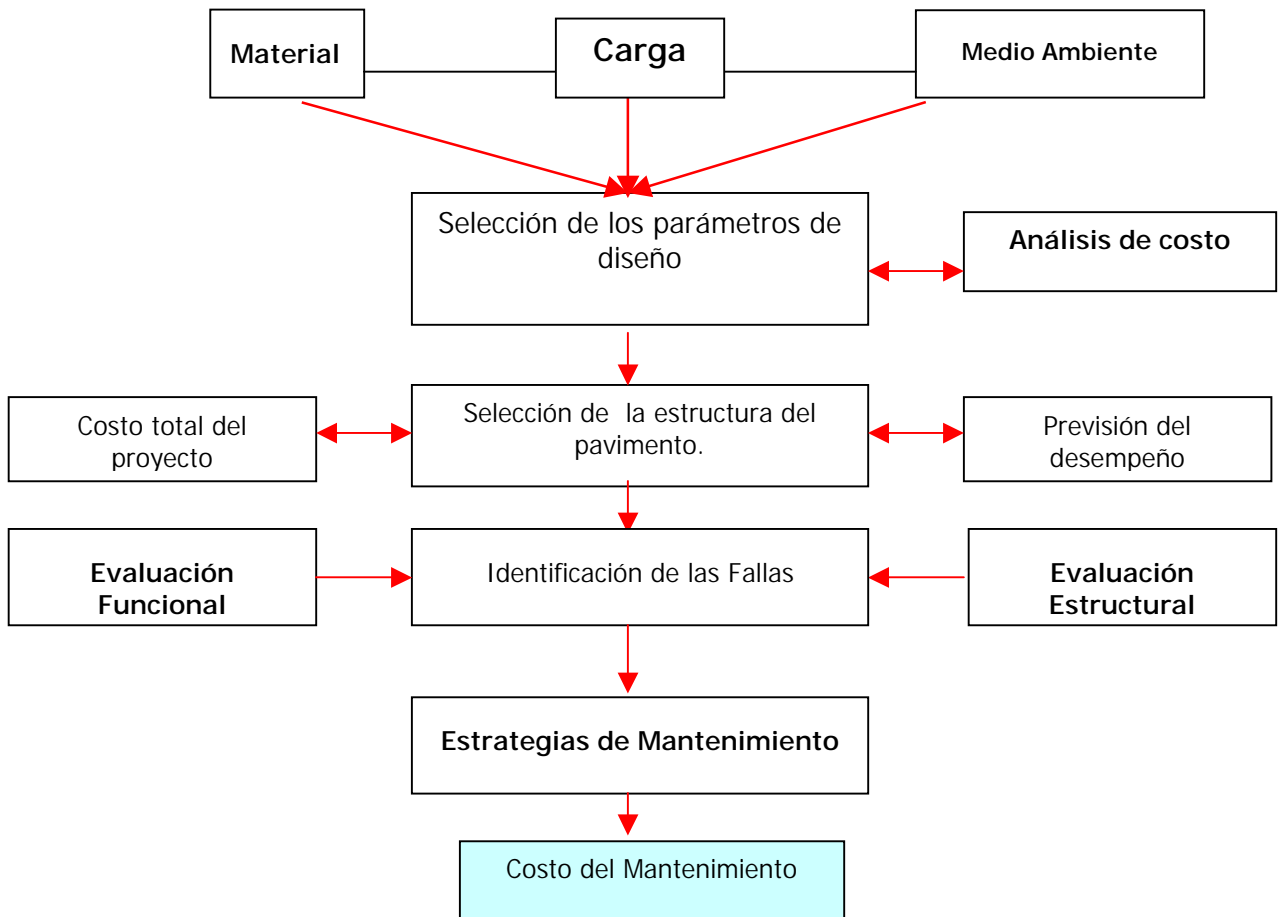 Material
Carga
Medio Ambiente
Selección de los parámetros de
diseño
Análisis de costo
Costo total del
proyecto
Selección de la estructura del
pavimento.
Previsión del
desempeño
Evaluación
Funcional
Identificación de las Fallas
Evaluación
Estructural
Estrategias de Mantenimiento
Costo del Mantenimiento